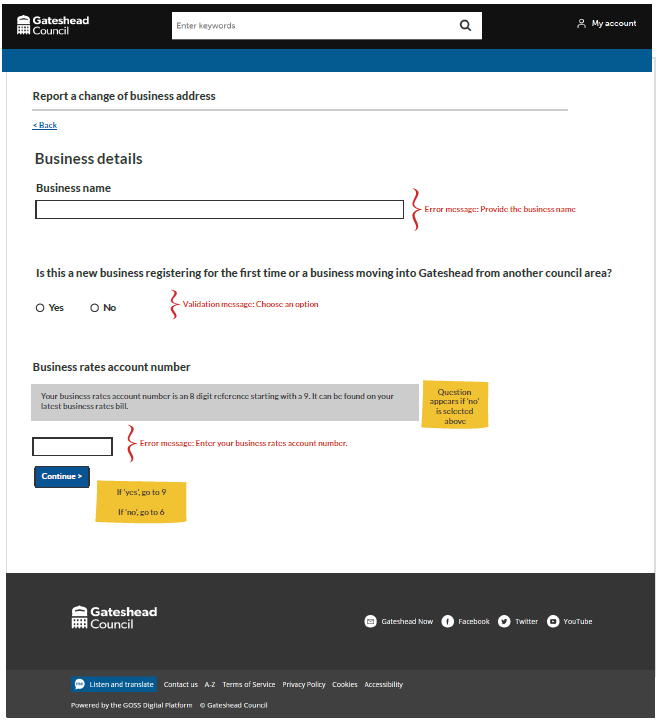 Gateshead
Council
Enter keywords
My account
Report a change of business address
< Back
Business details
Business name
Error message: Provide the business name
Is this a new business registering for the first time or a business moving into Gateshead from another council area?
Yes
No
Validation message: Choose an option
Business rates account number
Your business rates account number is an 8 digit reference starting with a 9. It can be found on your
latest business rates bill.
Question
appears if 'no'
is selected
above
Error message: Enter your business rates account number.
Continue >
If 'yes', go to 9
If 'no', go to 6
Gateshead
Council
Gateshead Now
Facebook
Twitter
YouTube
Listen and translate
Contact us
A-Z
Terms of Service
Privacy Policy
Cookies
Accessibility
Powered by the GOSS Digital Platform
© Gateshead Council